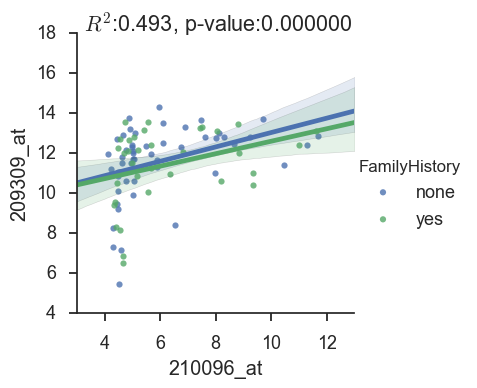 R²:0.493, p-value:0.000000
18
16
14
12
10
8
6
4
209309_at
4 6 8 10 12
210096_at
FamilyHistory
none
yes